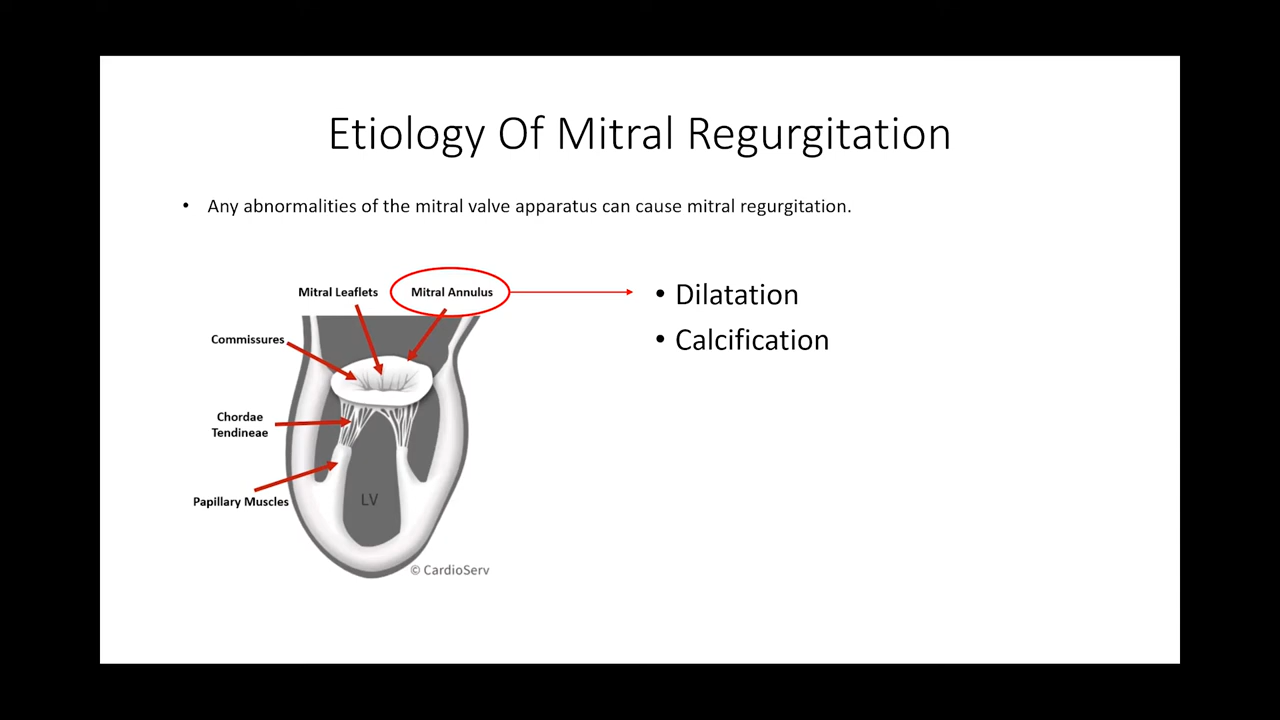 Etiology Of Mitral Regurgitation
• Any abnormalities of the mitral valve apparatus can cause mitral regurgitation.
Mitral Leaflets
Mitral Annulus
• Dilatation
• Calcification
Commissures
Chordae
Tendineae
Papillary Muscles
LV
© CardioServ